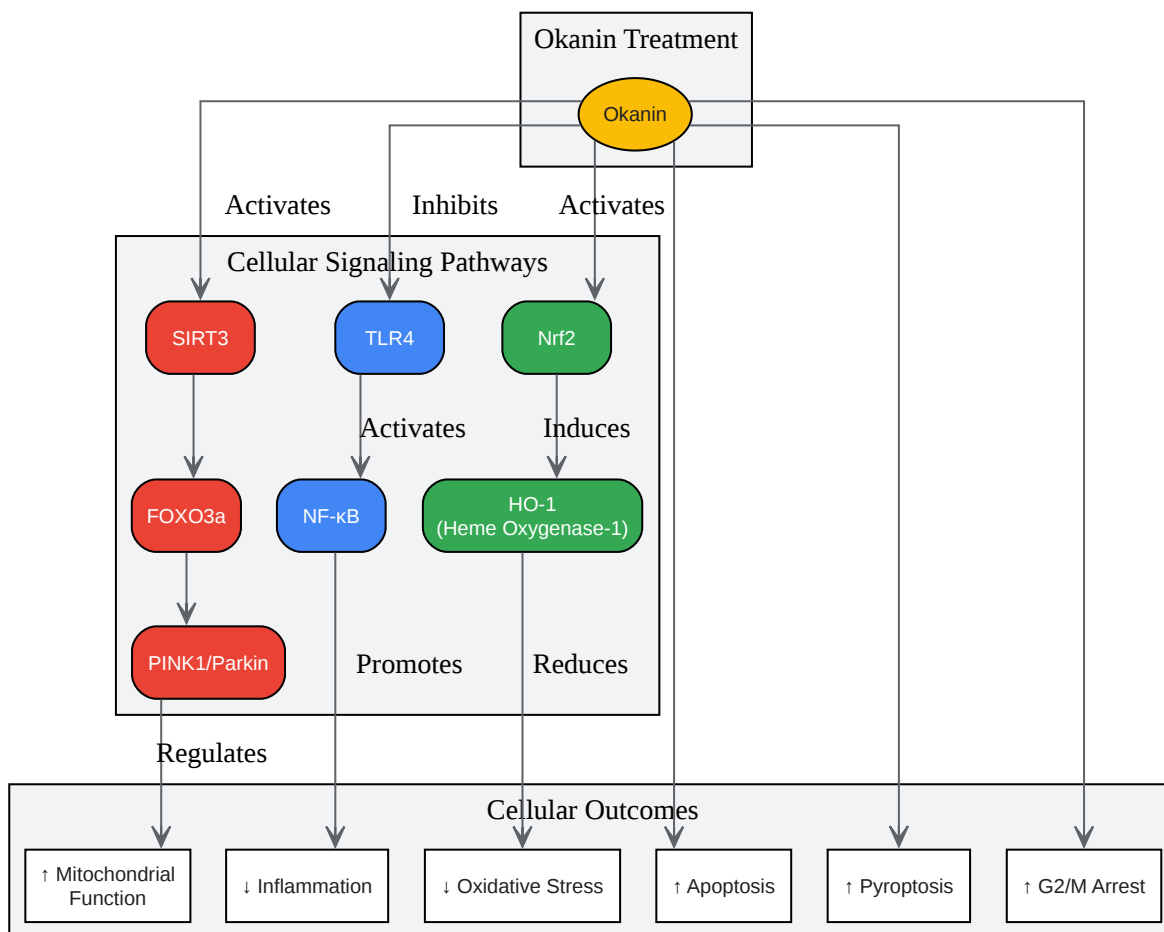 Okanin Treatment
Okanin
Activates
Inhibits
Activates
Cellular Signaling Pathways
SIRT3
TLR4
Nrf2
Activates
Induces
FOXO3a
NF-κB
HO-1
(Heme Oxygenase-1)
PINK1/Parkin
Promotes
Reduces
Regulates
Cellular Outcomes
↑ Mitochondrial
Function
↓ Inflammation
↓ Oxidative Stress
↑ Apoptosis
↑ Pyroptosis
↑ G2/M Arrest